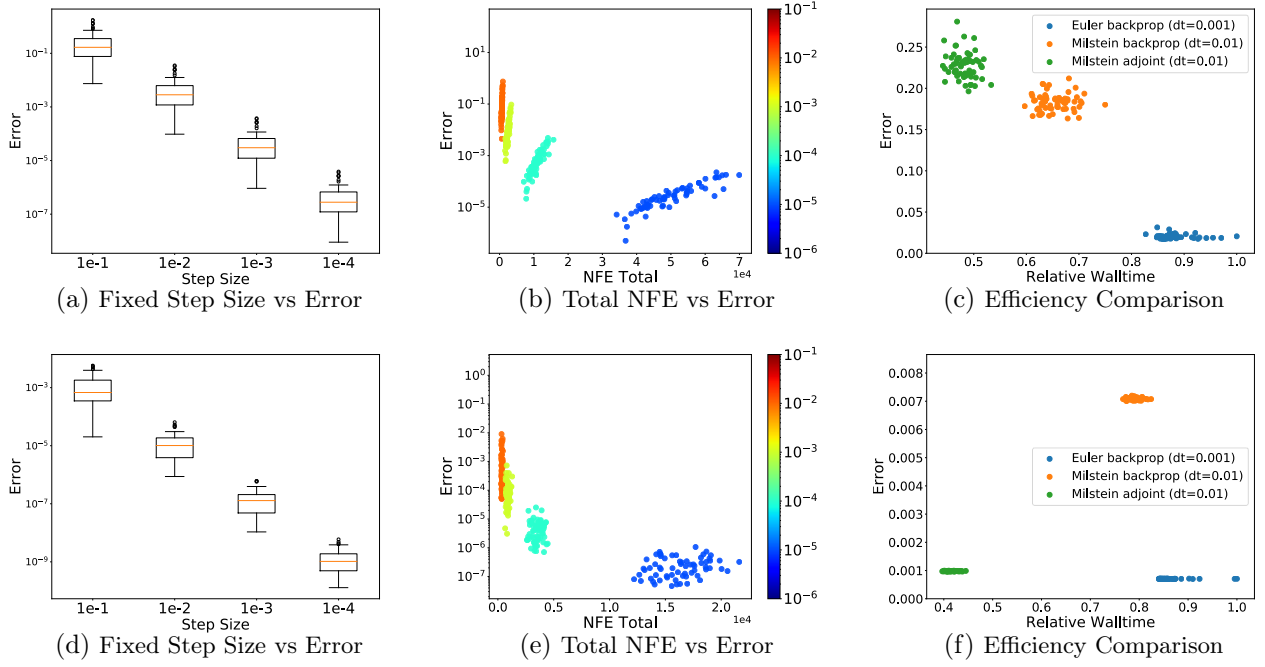 Error
10⁻¹
10⁻³
10⁻⁵
10⁻⁷
1e-1
1e-2
1e-3
1e-4
Step Size
(a) Fixed Step Size vs Error
Error
10¹
10⁻¹
10⁻³
10⁻⁵
0
1
2
3
4
5
6
7
1e4
NFE Total
10⁻¹
10⁻²
10⁻³
10⁻⁴
10⁻⁵
10⁻⁶
(b) Total NFE vs Error
Error
0.25
0.20
0.15
0.10
0.05
0.00
Euler backprop (dt=0.001)
Milstein backprop (dt=0.01)
Milstein adjoint (dt=0.01)
0.5
0.6
0.7
0.8
0.9
1.0
Relative Walltime
(c) Efficiency Comparison
Error
10⁻³
10⁻⁵
10⁻⁷
10⁻⁹
1e-1
1e-2
1e-3
1e-4
Step Size
(d) Fixed Step Size vs Error
Error
10⁰
10⁻¹
10⁻²
10⁻³
10⁻⁴
10⁻⁵
10⁻⁶
10⁻⁷
0.0
0.5
1.0
1.5
2.0
1e4
NFE Total
10⁻¹
10⁻²
10⁻³
10⁻⁴
10⁻⁵
10⁻⁶
(e) Total NFE vs Error
Error
0.008
0.007
0.006
0.005
0.004
0.003
0.002
0.001
0.000
Euler backprop (dt=0.001)
Milstein backprop (dt=0.01)
Milstein adjoint (dt=0.01)
0.4
0.5
0.6
0.7
0.8
0.9
1.0
Relative Walltime
(f) Efficiency Comparison